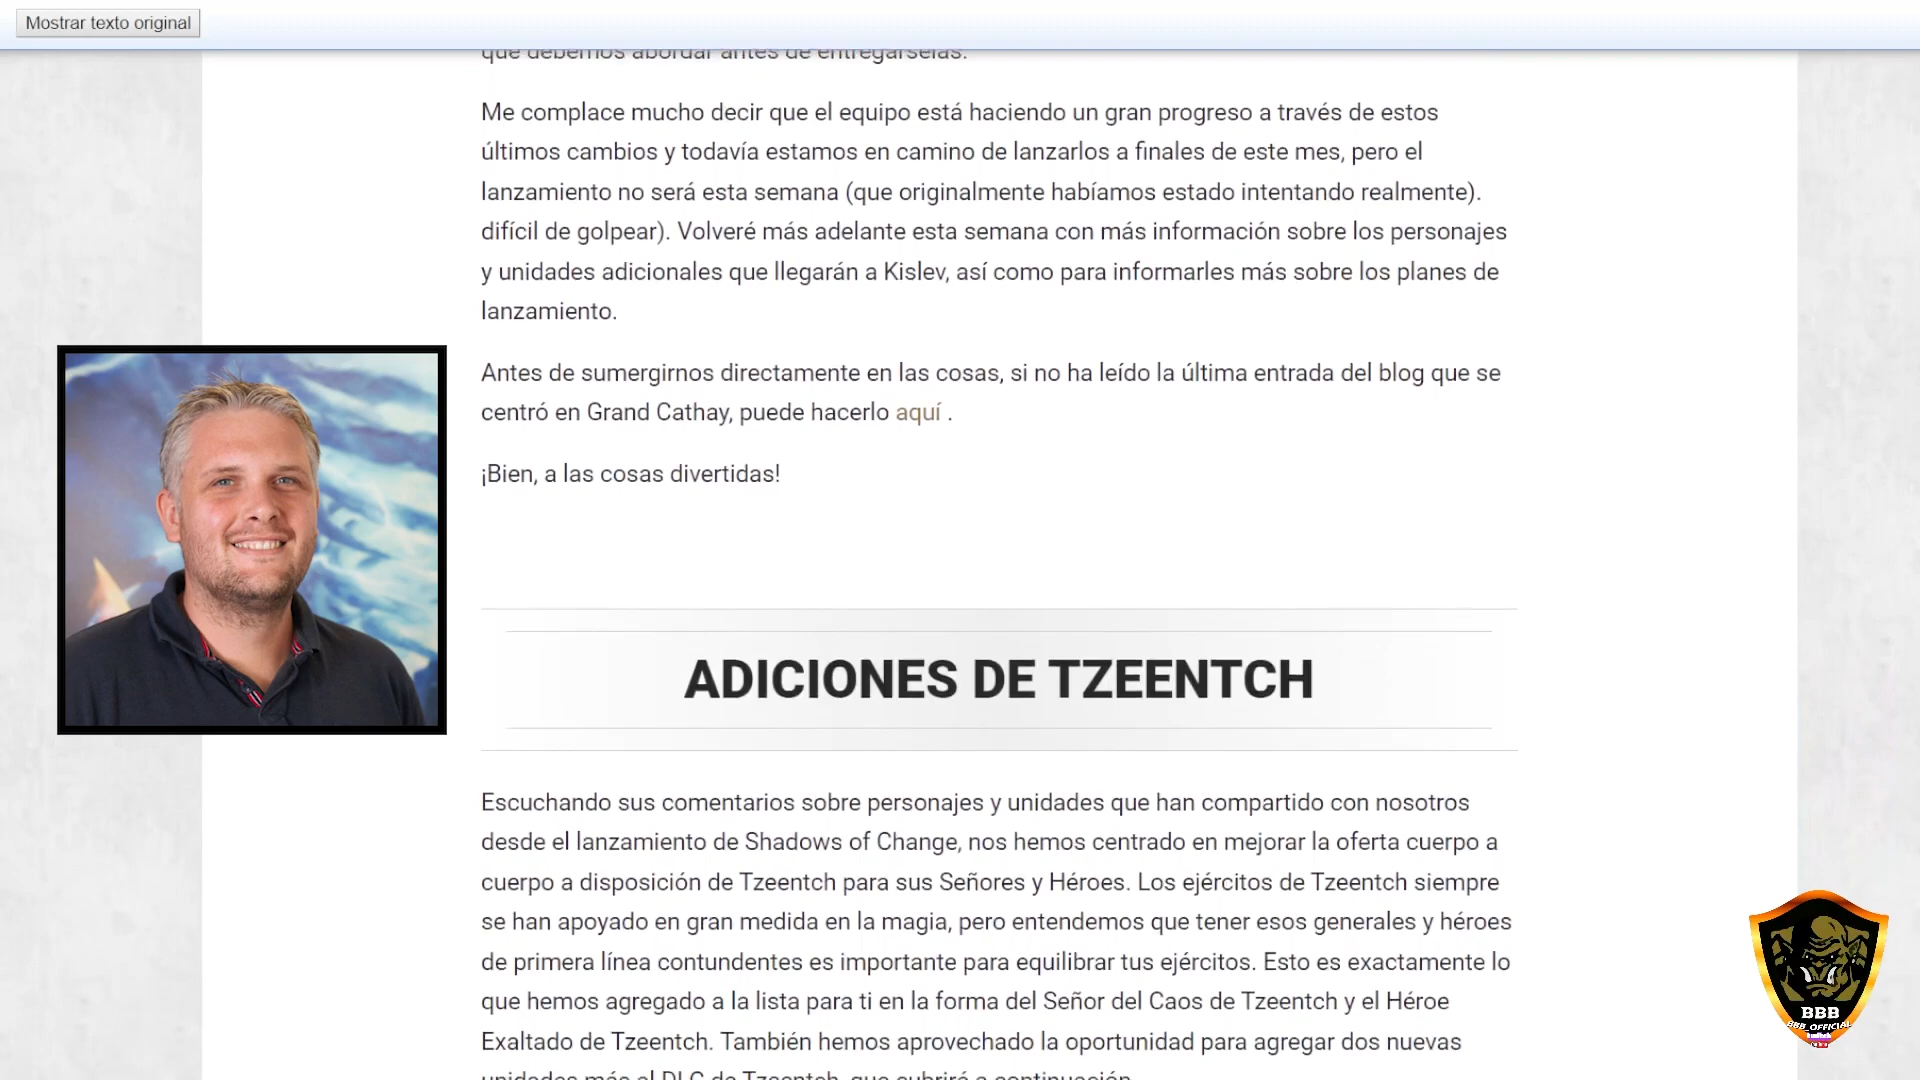 Mostrar texto original
que debemos abordar antes de entregárselas.
Me complace mucho decir que el equipo está haciendo un gran progreso a través de estos
últimos cambios y todavía estamos en camino de lanzarlos a finales de este mes, pero el
lanzamiento no será esta semana (que originalmente habíamos estado intentando realmente).
difícil de golpear). Volveré más adelante esta semana con más información sobre los personajes
y unidades adicionales que llegarán a Kislev, así como para informarles más sobre los planes de
lanzamiento.
Antes de sumergirnos directamente en las cosas, si no ha leído la última entrada del blog que se
centró en Grand Cathay, puede hacerlo aquí .
¡Bien, a las cosas divertidas!
ADICIONES DE TZEENTCH
Escuchando sus comentarios sobre personajes y unidades que han compartido con nosotros
desde el lanzamiento de Shadows of Change, nos hemos centrado en mejorar la oferta cuerpo a
cuerpo a disposición de Tzeentch para sus Señores y Héroes. Los ejércitos de Tzeentch siempre
se han apoyado en gran medida en la magia, pero entendemos que tener esos generales y héroes
de primera línea contundentes es importante para equilibrar tus ejércitos. Esto es exactamente lo
que hemos agregado a la lista para ti en la forma del Señor del Caos de Tzeentch y el Héroe
Exaltado de Tzeentch. También hemos aprovechado la oportunidad para agregar dos nuevas
unidades más al DLC de Tzeentch, que cubriré a continuación.
BBB
BBB_OFFICIAL